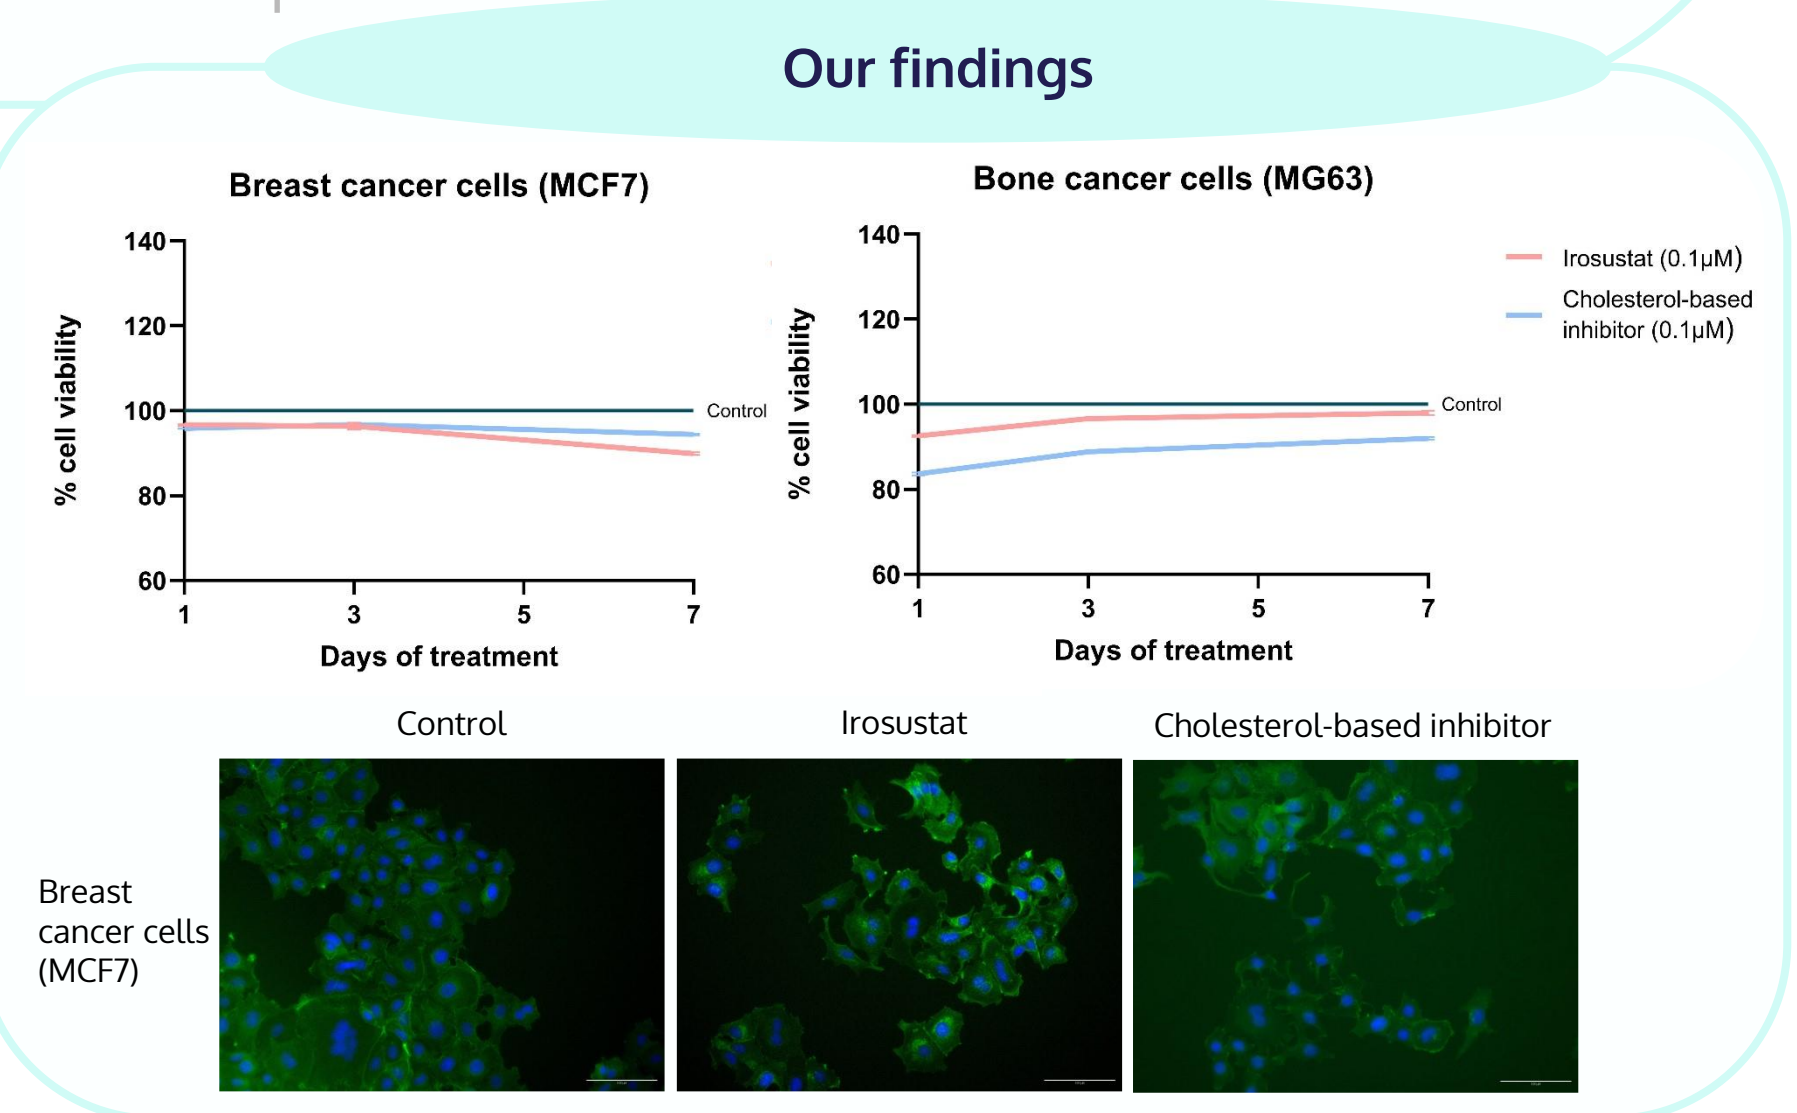 Our findings
Breast cancer cells (MCF7)
% cell viability
140
120
100
80
60
1
3
5
7
Control
Days of treatment
Bone cancer cells (MG63)
% cell viability
140
120
100
80
60
1
3
5
7
Control
Days of treatment
Irosustat (0.1µM)
Cholesterol-based
inhibitor (0.1µM)
Control
Irosustat
Cholesterol-based inhibitor
Breast
cancer cells
(MCF7)